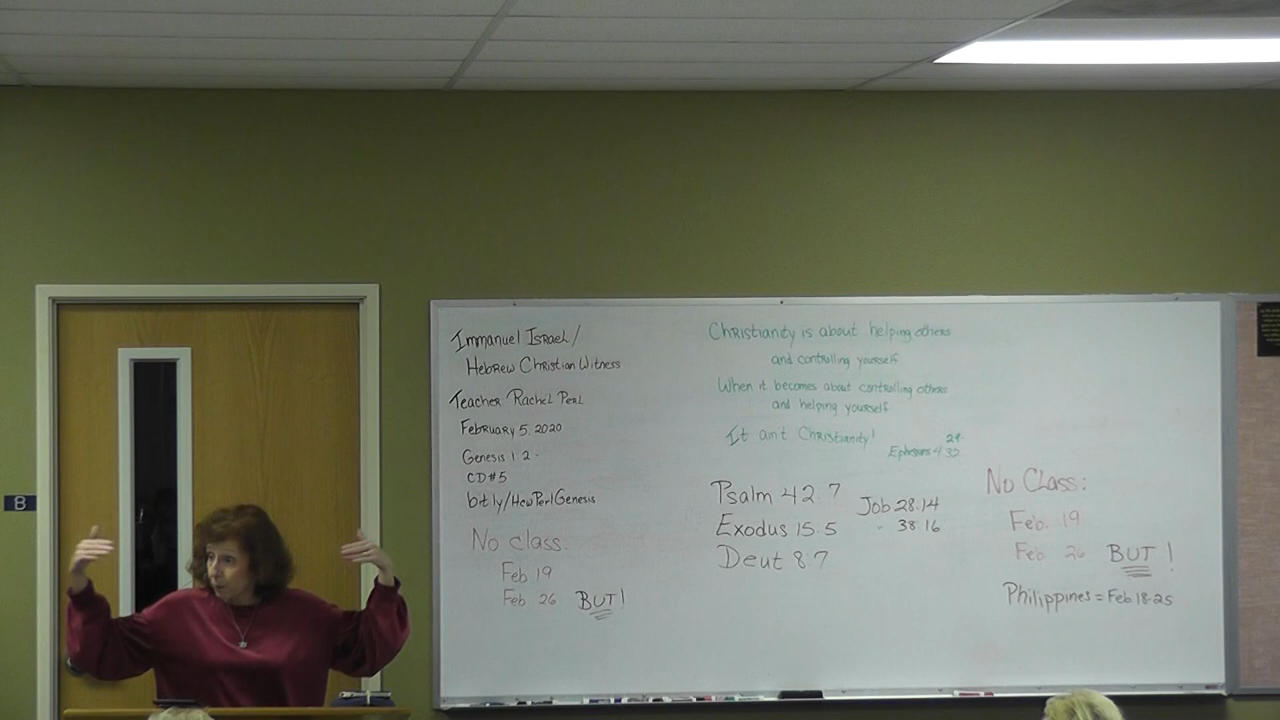 B
Immanuel Israel/
Hebrew Christian Witness
Teacher Rachel Perl
February 5, 2020
Genesis 1.2.
CD#5
bit.ly/HcwPerlGenesis
No class.
Feb 19
Feb 26 BUT!
Christianity is about helping others
and controlling yourself
When it becomes about controlling others
and helping yourself
It ain't Christianity!
Ephesians 4 29.
32
Psalm 42.7
Exodus 15.5
Deut 8.7
Job 28.14
38.16
No Class:
Feb. 19
Feb 26 BUT!
Philippines = Feb 18-25